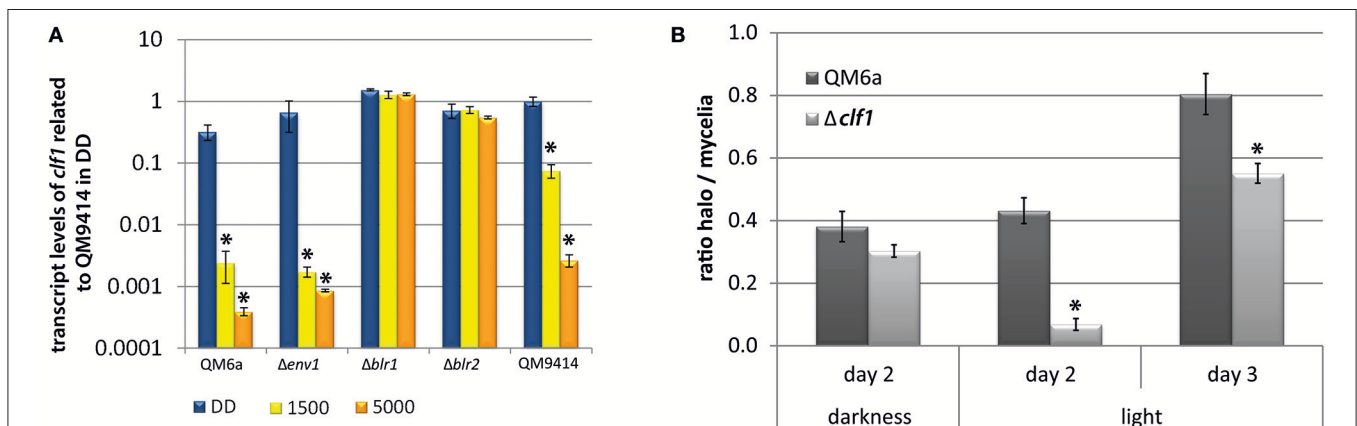 A
transcript levels of clf1 related
to QM9414 in DD
10
1
0.1
0.01
0.001
0.0001
* * * * * *
QM6a Δenv1 Δblr1 Δblr2 QM9414
DD 1500 5000
B
ratio halo / mycelia
1.0
0.8
0.6
0.4
0.2
0.0
QM6a
Δclf1
* *
day 2 day 2 day 3
darkness light